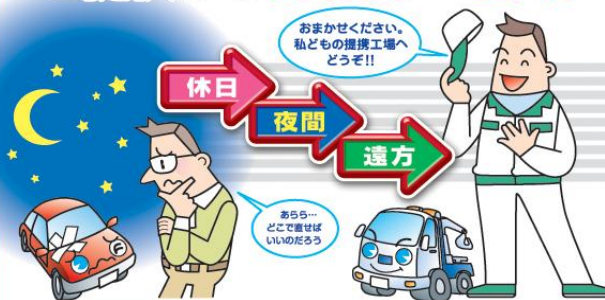 おまかせください。
私どもの提携工場へ
どうぞ!!
休日
夜間
遠方
あらら…
どこで直せば
いいのだろう